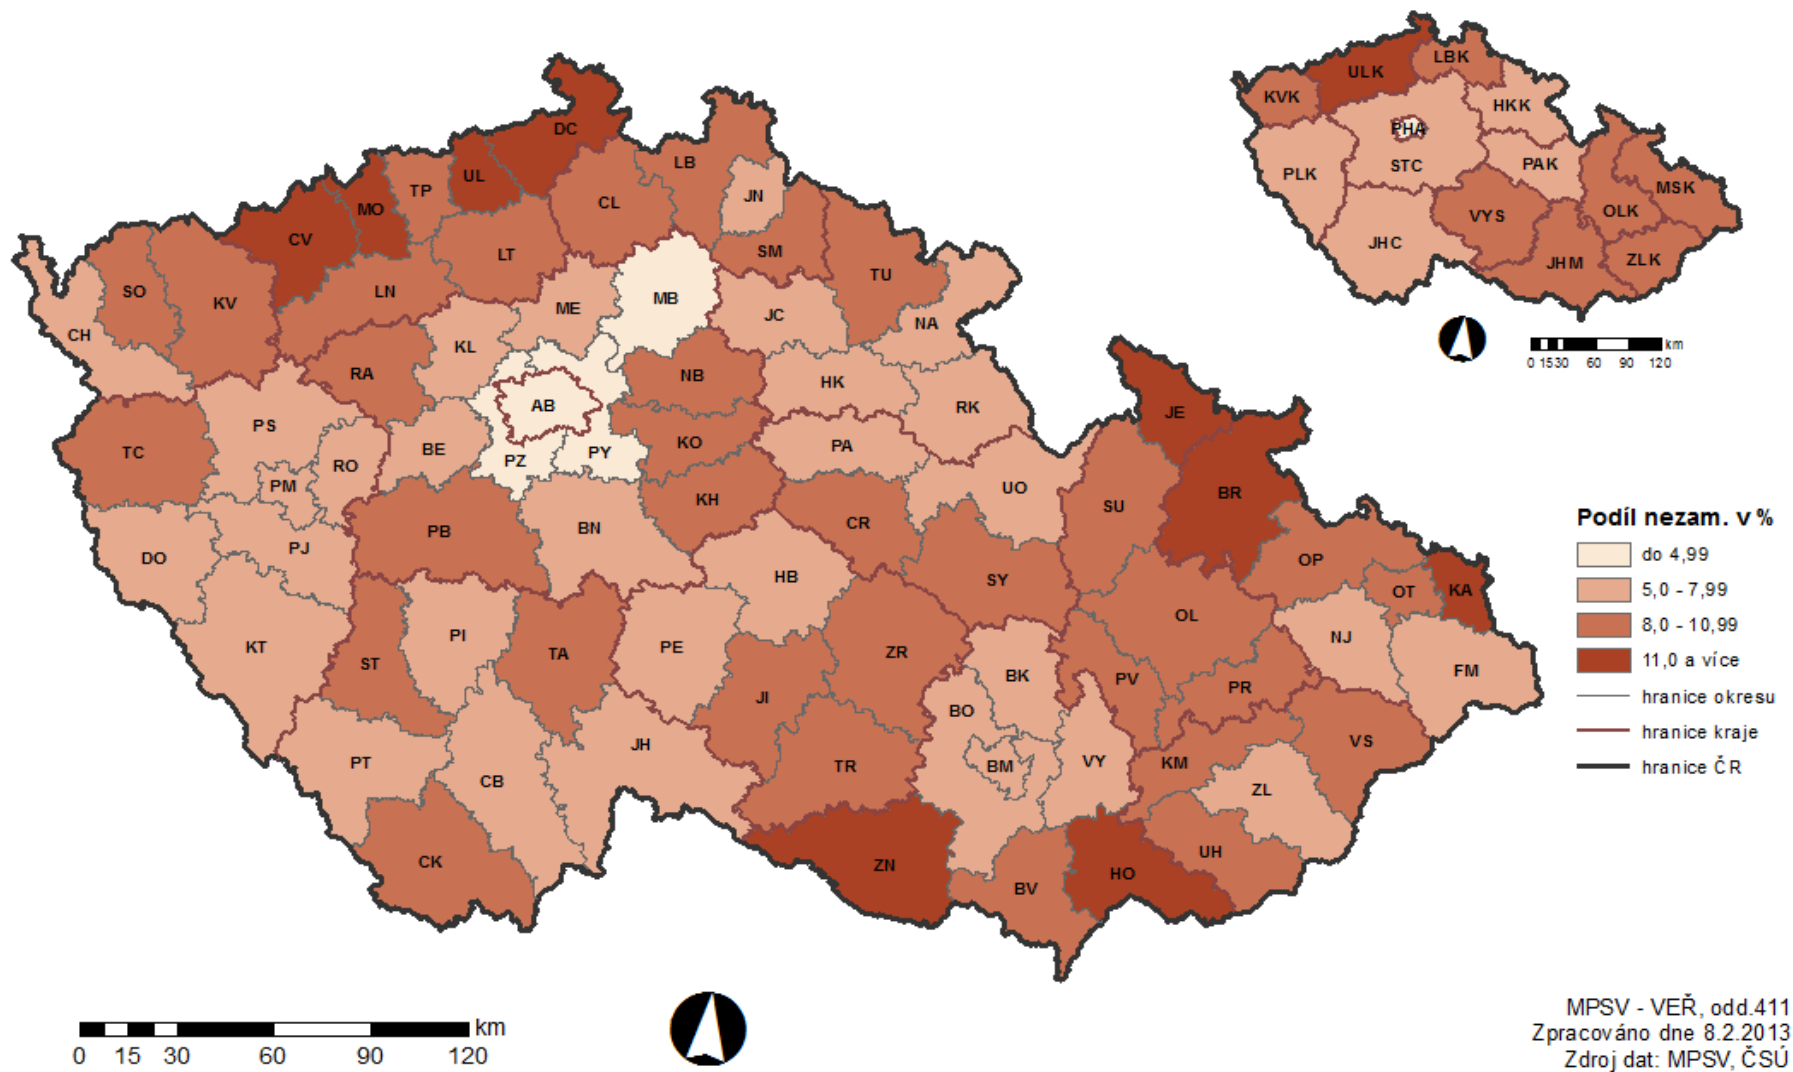 DC
LB
TP
UL
JN
MO
CL
CV
LT
SM
TU
SO
KV
LN
ME
MB
JC
NA
CH
KL
RA
NB
HK
RK
AB
PS
TC
BE
PZ
PY
KO
PA
JE
RO
PM
KH
UO
SU
BR
PB
BN
CR
PJ
DO
HB
SY
OP
OT
KA
OL
NJ
KT
PI
TA
PE
ZR
ST
FM
BK
PV
PR
JI
BO
JH
VS
PT
CB
TR
BM
VY
KM
ZL
CK
ZN
HO
UH
BV
ULK
LBK
KVK
HKK
PHA
STC
PAK
PLK
MSK
OLK
VYS
JHC
JHM
ZLK
km
0 15 30 60 90 120
Podíl nezam. v %
do 4,99
5,0 - 7,99
8,0 - 10,99
11,0 a více
hranice okresu
hranice kraje
hranice ČR
km
0 15 30 60 90 120
MPSV - VEŘ, odd.411
Zpracováno dne 8.2.2013
Zdroj dat: MPSV, ČSÚ